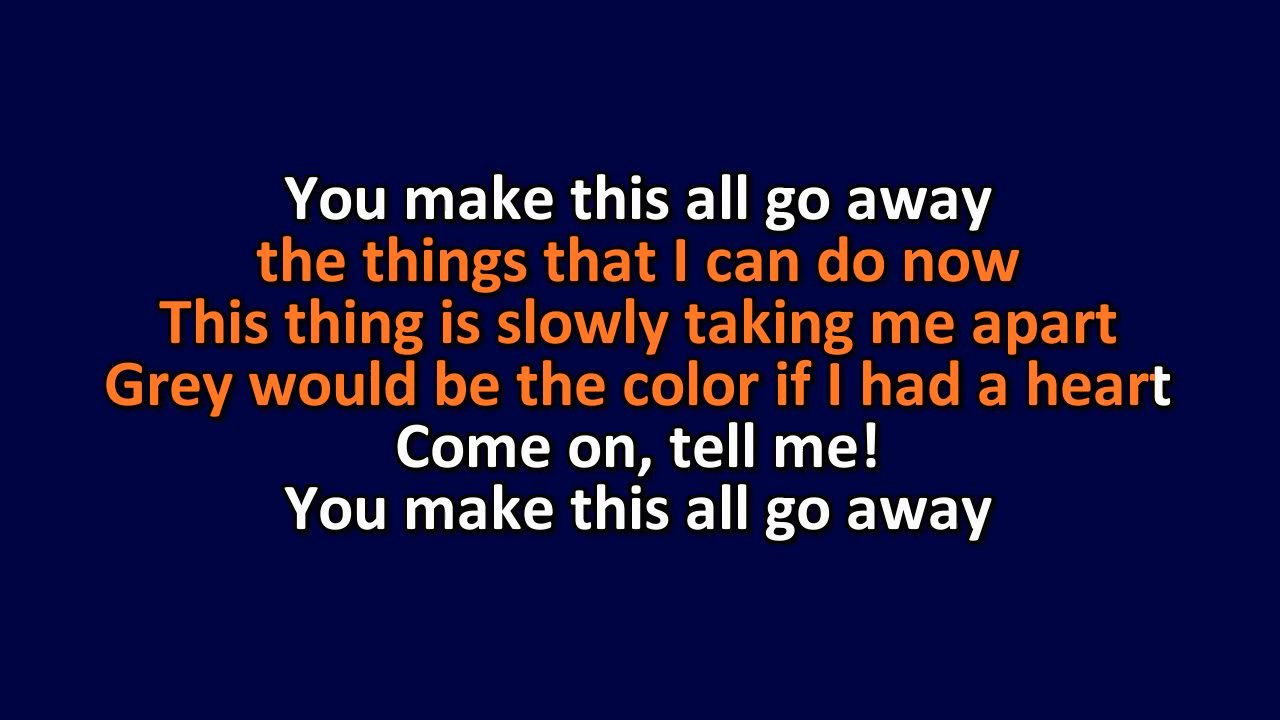 You make this all go away
the things that I can do now
This thing is slowly taking me apart
Grey would be the color if I had a heart
Come on, tell me!
You make this all go away